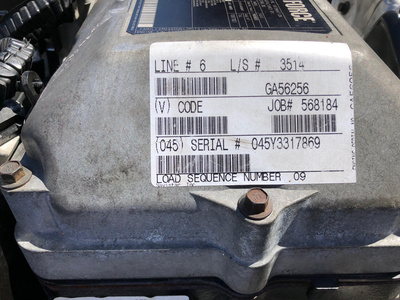 LINE # 6 L/S # 3514
GA56256
(V) CODE JOB# 568184
(045) SERIAL # 045Y3317869
LOAD SEQUENCE NUMBER .09